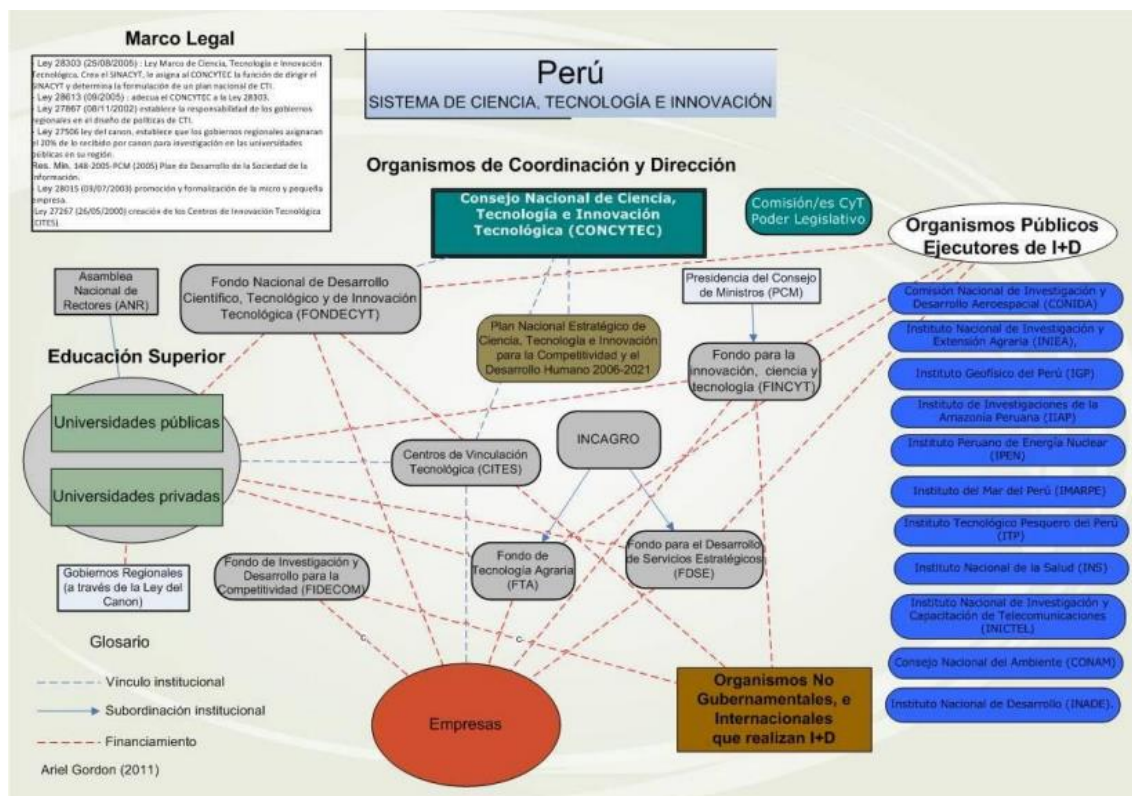 Marco Legal
- Ley 28303 (25/08/2005) : Ley Marco de Ciencia, Tecnología e Innovación
Tecnológica. Crea el SINACYT, le asigna al CONCYTEC la función de dirigir el
SINACYT y determina la formulación de un plan nacional de CTI.
- Ley 28613 (09/2005) : adecua el CONCYTEC a la Ley 28303.
- Ley 27867 (08/11/2002) establece la responsabilidad de los gobiernos
regionales en el diseño de políticas de CTI.
- Ley 27506 ley del canon, establece que los gobiernos regionales asignaran
el 20% de lo recibido por canon para investigación en las universidades
públicas en su región.
Res. Min. 148-2005-PCM (2005) Plan de Desarrollo de la Sociedad de la
Información.
- Ley 28015 (03/07/2003) promoción y formalización de la micro y pequeña
empresa.
-Ley 27267 (26/05/2000) creación de los Centros de Innovación Tecnológica
(CITES).
Perú
SISTEMA DE CIENCIA, TECNOLOGÍA E INNOVACIÓN
Organismos de Coordinación y Dirección
Consejo Nacional de Ciencia,
Tecnología e Innovación
Tecnológica (CONCYTEC)
Comisión/es CyT
Poder Legislativo
Organismos Públicos
Ejecutores de I+D
Asamblea
Nacional de
Rectores (ANR)
Fondo Nacional de Desarrollo
Científico, Tecnológico y de Innovación
Tecnológica (FONDECYT)
Presidencia del Consejo
de Ministros (PCM)
Plan Nacional Estratégico de
Ciencia, Tecnología e Innovación
para la Competitividad y el
Desarrollo Humano 2006-2021
Fondo para la
innovación, ciencia y
tecnología (FINCYT)
Comisión Nacional de Investigación y
Desarrollo Aeroespacial (CONIDA)
Instituto Nacional de Investigación y
Extensión Agraria (INIEA),
Instituto Geofísico del Perú (IGP)
Instituto de Investigaciones de la
Amazonía Peruana (IIAP)
Instituto Peruano de Energía Nuclear
(IPEN)
Instituto del Mar del Perú (IMARPE)
Instituto Tecnológico Pesquero del Perú
(ITP)
Instituto Nacional de la Salud (INS)
Instituto Nacional de Investigación y
Capacitación de Telecomunicaciones
(INICTEL)
Consejo Nacional del Ambiente (CONAM)
Instituto Nacional de Desarrollo (INADE).
Educación Superior
Universidades públicas
Universidades privadas
Centros de Vinculación
Tecnológica (CITES)
INCAGRO
Gobiernos Regionales
(a través de la Ley del
Canon)
Fondo de Investigación y
Desarrollo para la
Competitividad (FIDECOM)
Fondo de
Tecnología Agraria
(FTA)
Fondo para el Desarrollo
de Servicios Estratégicos
(FDSE)
-c-
-c-
Empresas
Organismos No
Gubernamentales, e
Internacionales
que realizan I+D
Glosario
Vínculo institucional
Subordinación institucional
Financiamiento
Ariel Gordon (2011)